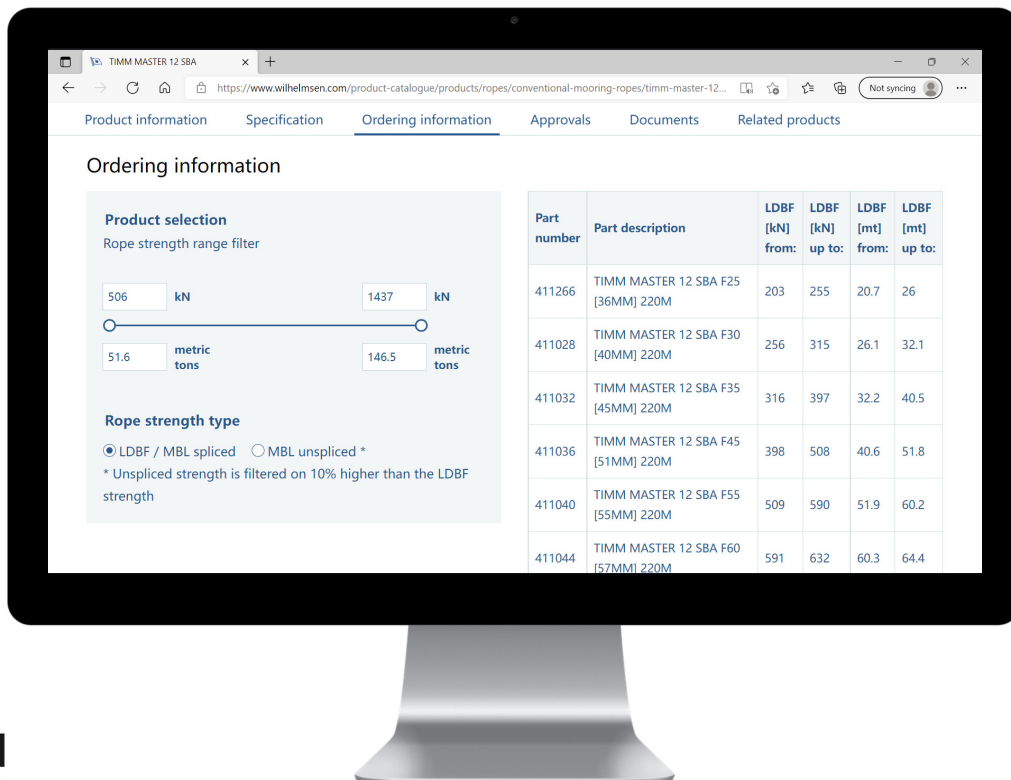 TIMM MASTER 12 SBA
https://www.wilhelmsen.com/product-catalogue/products/ropes/conventional-mooring-ropes/timm-master-12...
Not syncing
Product information
Specification
Ordering information
Approvals
Documents
Related products
Ordering information
Product selection
Rope strength range filter
506 kN
1437 kN
51.6 metric tons
146.5 metric tons
Rope strength type
LDBF / MBL spliced
MBL unspliced *
* Unspliced strength is filtered on 10% higher than the LDBF
strength
Part number
Part description
LDBF [kN] from:
LDBF [kN] up to:
LDBF [mt] from:
LDBF [mt] up to:
411266 TIMM MASTER 12 SBA F25 [36MM] 220M 203 255 20.7 26
411028 TIMM MASTER 12 SBA F30 [40MM] 220M 256 315 26.1 32.1
411032 TIMM MASTER 12 SBA F35 [45MM] 220M 316 397 32.2 40.5
411036 TIMM MASTER 12 SBA F45 [51MM] 220M 398 508 40.6 51.8
411040 TIMM MASTER 12 SBA F55 [55MM] 220M 509 590 51.9 60.2
411044 TIMM MASTER 12 SBA F60 [57MM] 220M 591 632 60.3 64.4